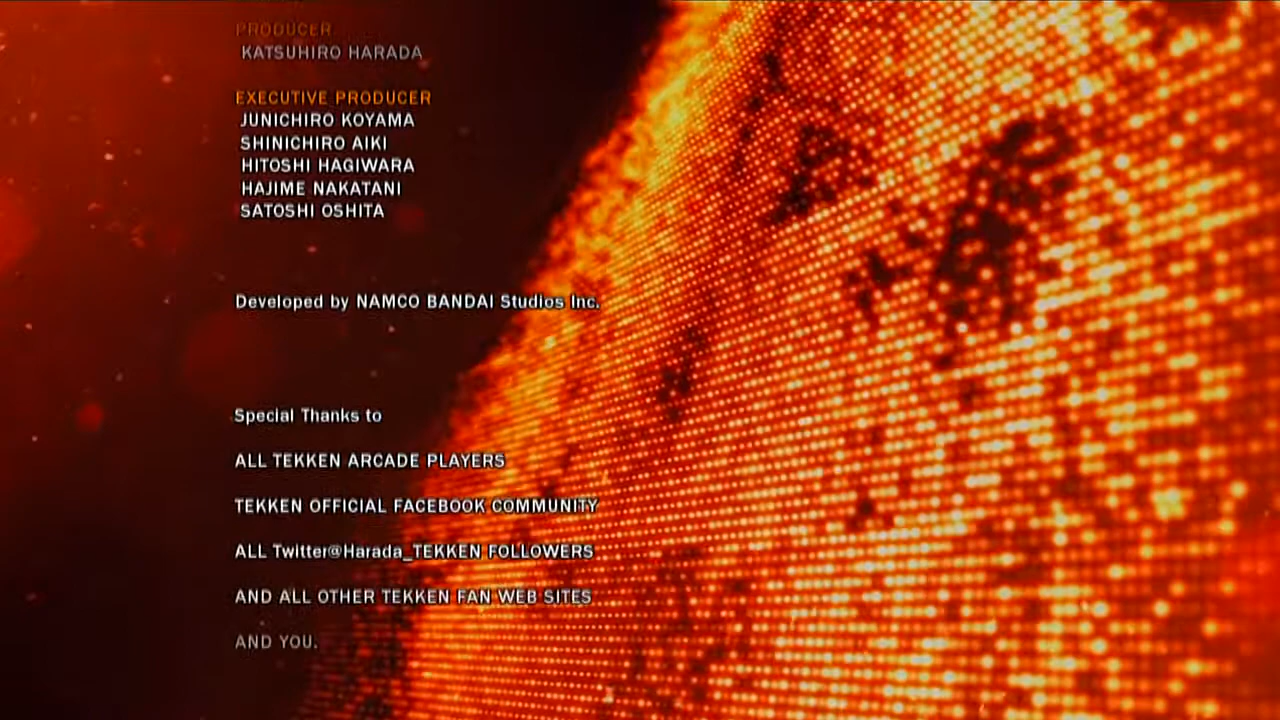 PRODUCER
KATSUHIRO HARADA
EXECUTIVE PRODUCER
JUNICHIRO KOYAMA
SHINICHIRO AIKI
HITOSHI HAGIWARA
HAJIME NAKATANI
SATOSHI OSHITA
Developed by NAMCO BANDAI Studios Inc.
Special Thanks to
ALL TEKKEN ARCADE PLAYERS
TEKKEN OFFICIAL FACEBOOK COMMUNITY
ALL Twitter@Harada_TEKKEN FOLLOWERS
AND ALL OTHER TEKKEN FAN WEB SITES
AND YOU.